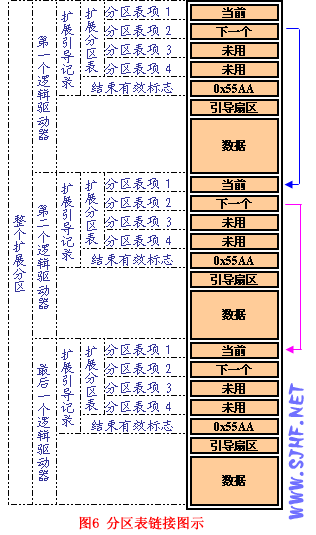 整个扩展分区
第一个逻辑驱动器
扩展引导记录
扩展分区表
分区表项 1 当前
分区表项 2 下一个
分区表项 3 未用
分区表项 4 未用
结束有效标志 0x55AA
引导扇区
数据
第二个逻辑驱动器
扩展引导记录
扩展分区表
分区表项 1 当前
分区表项 2 下一个
分区表项 3 未用
分区表项 4 未用
结束有效标志 0x55AA
引导扇区
数据
最后一个逻辑驱动器
扩展引导记录
扩展分区表
分区表项 1 当前
分区表项 2 下一个
分区表项 3 未用
分区表项 4 未用
结束有效标志 0x55AA
引导扇区
数据
WWW.SJHF.NET
图6 分区表链接图示